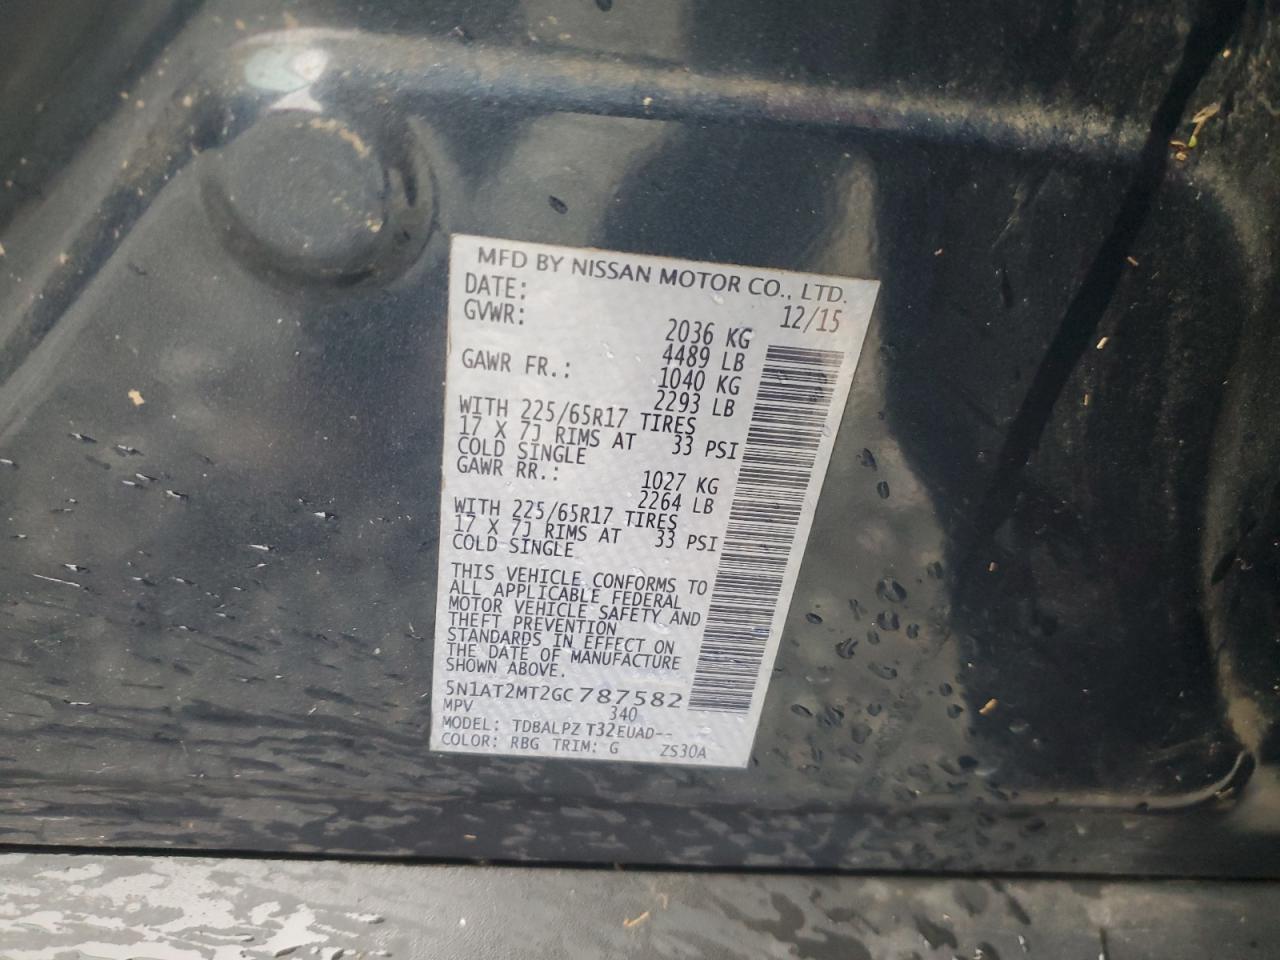 MFD BY NISSAN MOTOR CO., LTD.
DATE: 12/15
GVWR: 2036 KG
4489 LB
GAWR FR.: 1040 KG
2293 LB
WITH 225/65R17 TIRES
17 X 7J RIMS AT 33 PSI
COLD SINGLE
GAWR RR.: 1027 KG
2264 LB
WITH 225/65R17 TIRES
17 X 7J RIMS AT 33 PSI
COLD SINGLE
THIS VEHICLE CONFORMS TO
ALL APPLICABLE FEDERAL
MOTOR VEHICLE SAFETY AND
THEFT PREVENTION
STANDARDS IN EFFECT ON
THE DATE OF MANUFACTURE
SHOWN ABOVE.
5N1AT2MT2GC787582
MPV 340
MODEL: TDBALPZ T32EUAD--
COLOR: RBG TRIM: G ZS30A